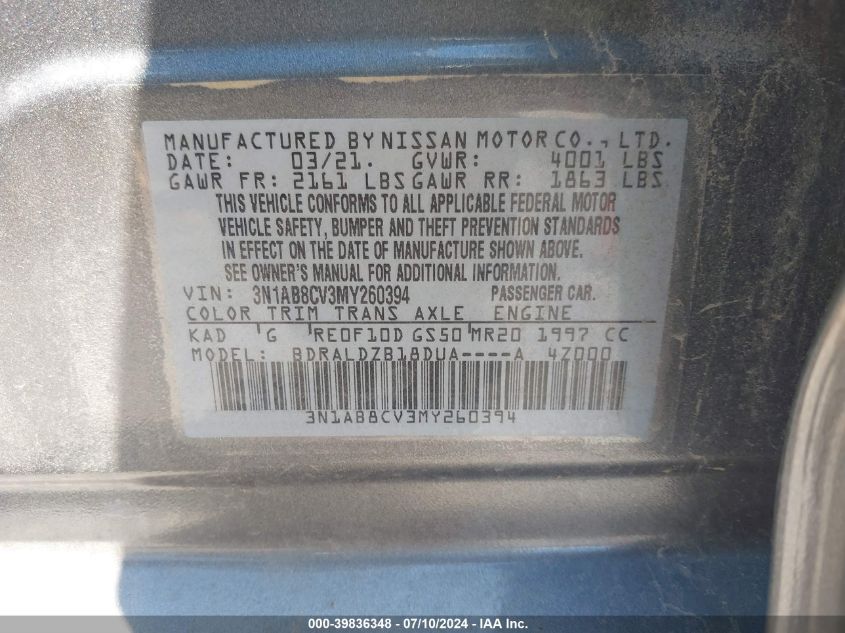 MANUFACTURED BY NISSAN MOTOR CO., LTD.
DATE: 03/21. GVWR: 4001 LBS
GAWR FR: 2161 LBS GAWR RR: 1863 LBS
THIS VEHICLE CONFORMS TO ALL APPLICABLE FEDERAL MOTOR
VEHICLE SAFETY, BUMPER AND THEFT PREVENTION STANDARDS
IN EFFECT ON THE DATE OF MANUFACTURE SHOWN ABOVE.
SEE OWNER'S MANUAL FOR ADDITIONAL INFORMATION.
VIN: 3N1AB8CV3MY260394 PASSENGER CAR.
COLOR TRIM TRANS AXLE ENGINE
KAD 'G 'RE0F10D GS50 MR20 1997 CC
MODEL: BDRALDZB18DUA----A 4Z000
3N1AB8CV3MY260394
000-39836348 - 07/10/2024 - IAAI.COM INC.